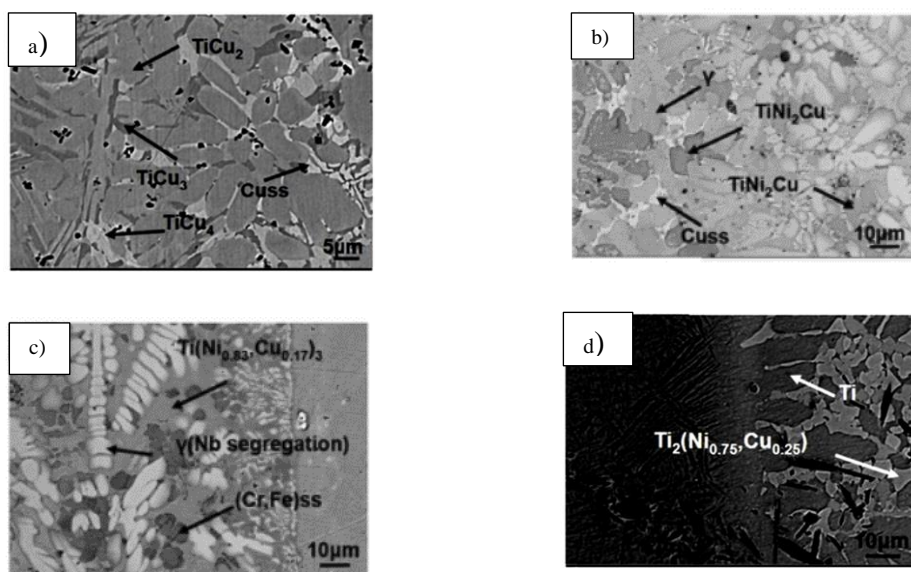 a)
TiCu2
TiCu3
Cuss
TiCu4
5μm
b)
γ
TiNi2Cu
TiNi2Cu
Cuss
10μm
c)
Ti(Ni0.83,Cu0.17)3
γ(Nb segregation)
(Cr,Fe)ss
10μm
d)
Ti
Ti2(Ni0.75,Cu0.25)
10μm